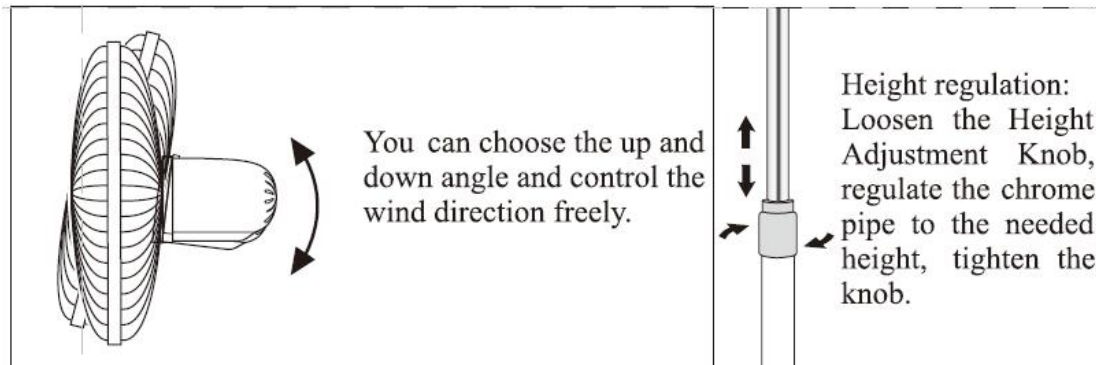 You can choose the up and
down angle and control the
wind direction freely.
Height regulation:
Loosen the Height
Adjustment Knob,
regulate the chrome
pipe to the needed
height, tighten the
knob.